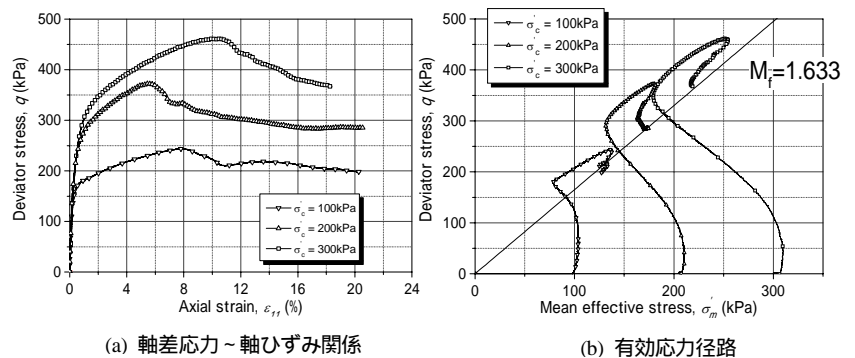 500
400
300
200
100
0
Deviator stress, q (kPa)
σ'c = 100kPa
σ'c = 200kPa
σ'c = 300kPa
0 4 8 12 16 20 24
Axial strain, ε11 (%)
(a) 軸差応力~軸ひずみ関係
500
400
300
200
100
0
Deviator stress, q (kPa)
σ'c = 100kPa
σ'c = 200kPa
σ'c = 300kPa
Mf=1.633
0 100 200 300
Mean effective stress, σ'm (kPa)
(b) 有効応力径路